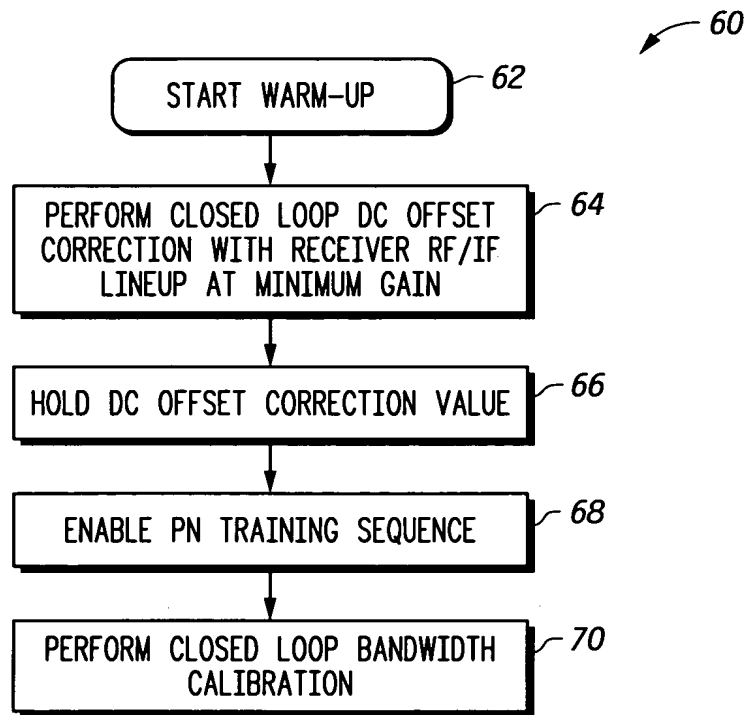 60
START WARM-UP
62
PERFORM CLOSED LOOP DC OFFSET
CORRECTION WITH RECEIVER RF/IF
LINEUP AT MINIMUM GAIN
64
HOLD DC OFFSET CORRECTION VALUE
66
ENABLE PN TRAINING SEQUENCE
68
PERFORM CLOSED LOOP BANDWIDTH
CALIBRATION
70